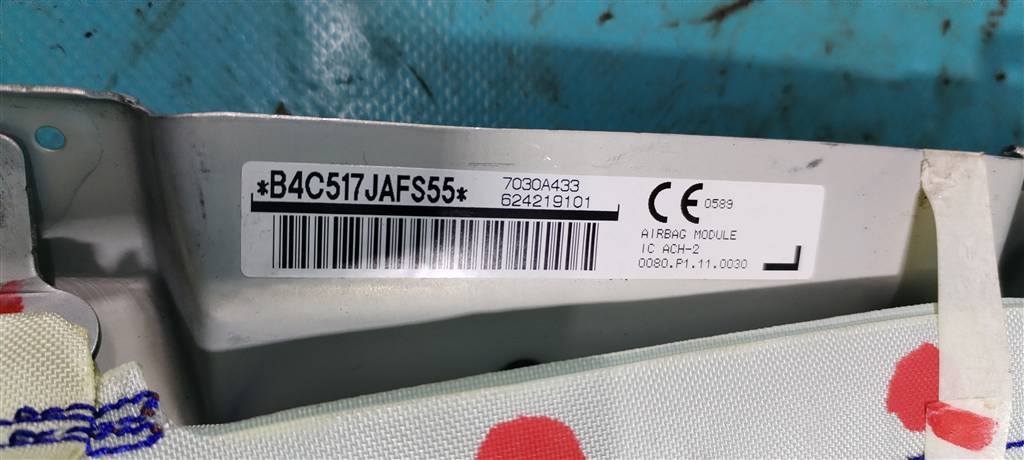 *B4C517JAFS55*
7030A433
624219101
CE 0589
AIRBAG MODULE
IC ACH-2
0080.P1.11.0030